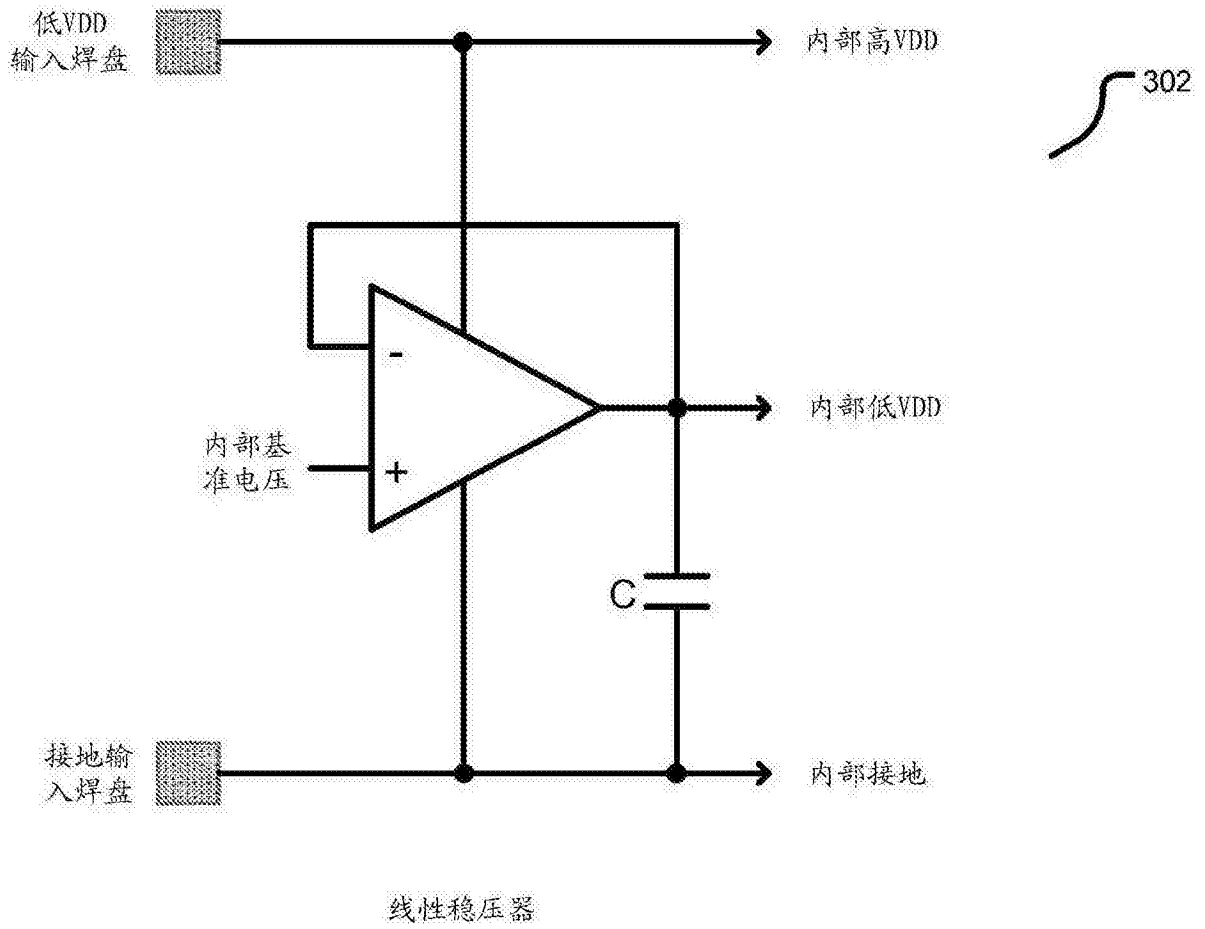 低VDD
输入焊盘
内部高VDD
302
-
内部低VDD
内部基
准电压
+
C
接地输
入焊盘
内部接地
线性稳压器